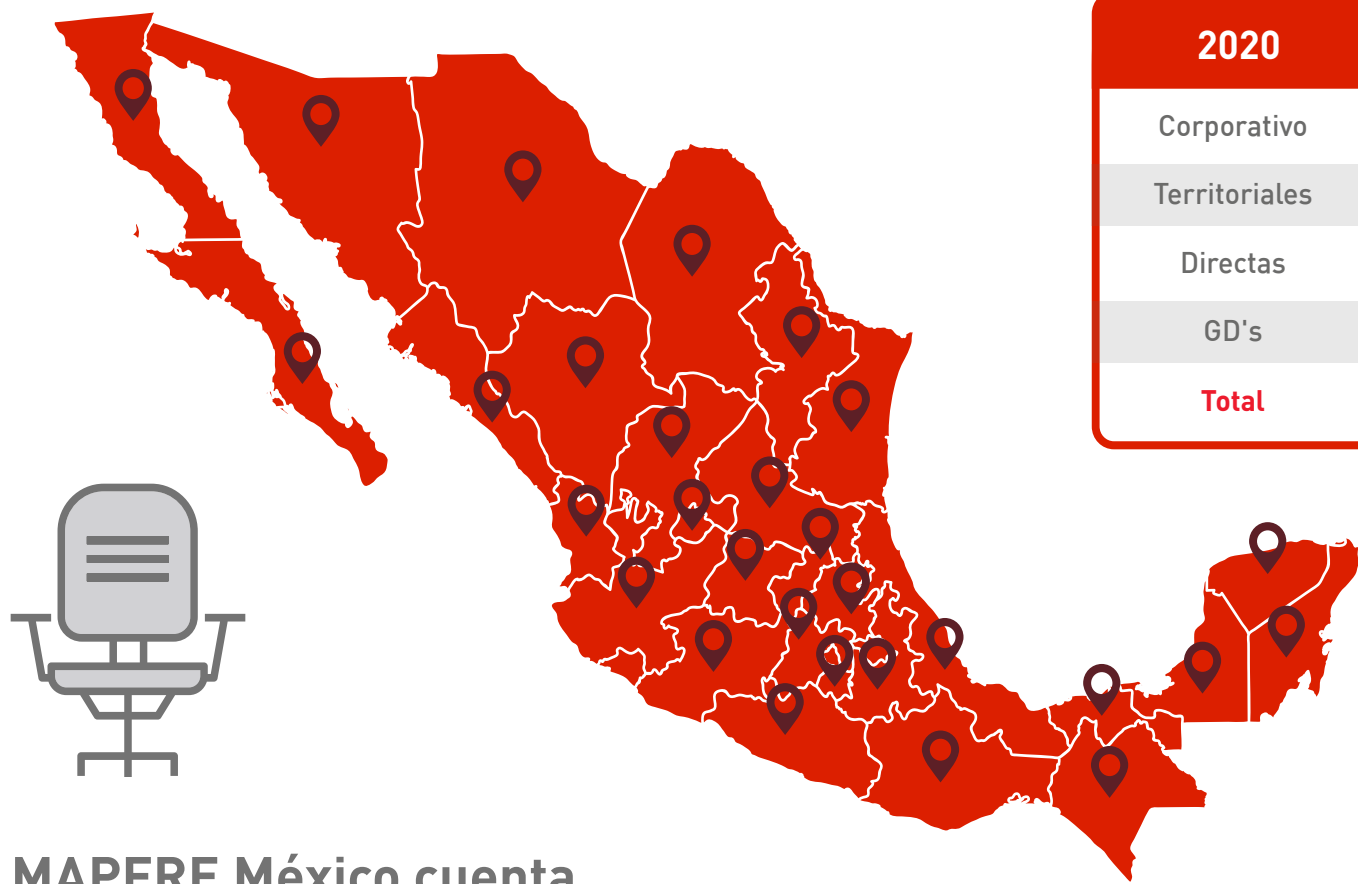 2020
Corporativo
Territoriales
Directas
GD's
Total
MAPFRE México cuenta